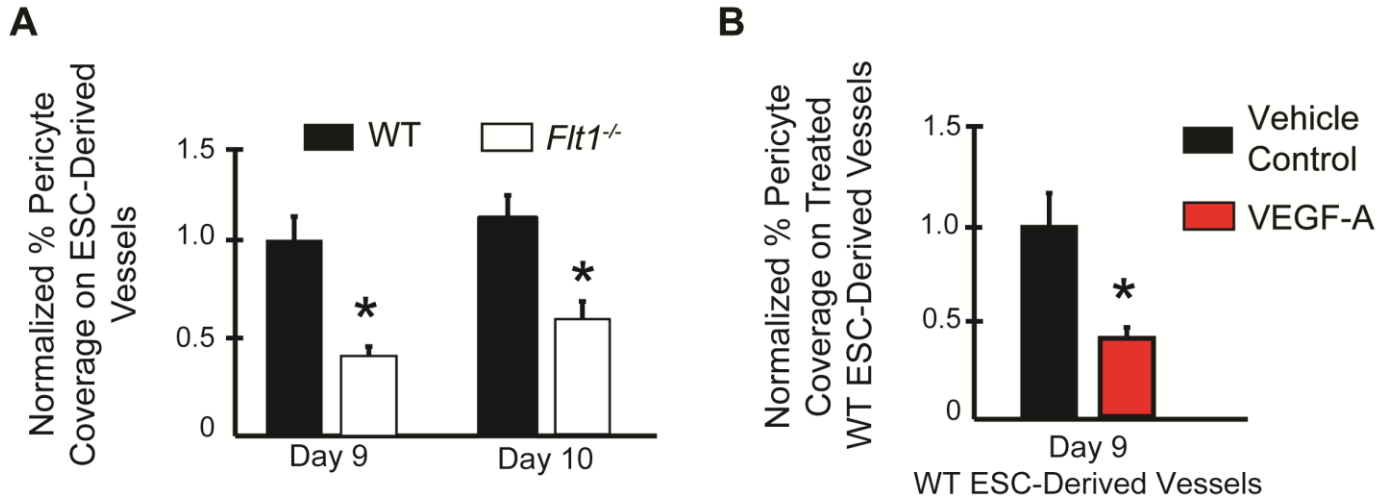 A
Normalized % Pericyte
Coverage on ESC-Derived
Vessels
WT
Flt1-/-
1.5
1.0
0.5
0
*
*
Day 9
Day 10
B
Normalized % Pericyte
Coverage on Treated
WT ESC-Derived Vessels
1.5
1.0
0.5
0
*
Vehicle
Control
VEGF-A
Day 9
WT ESC-Derived Vessels